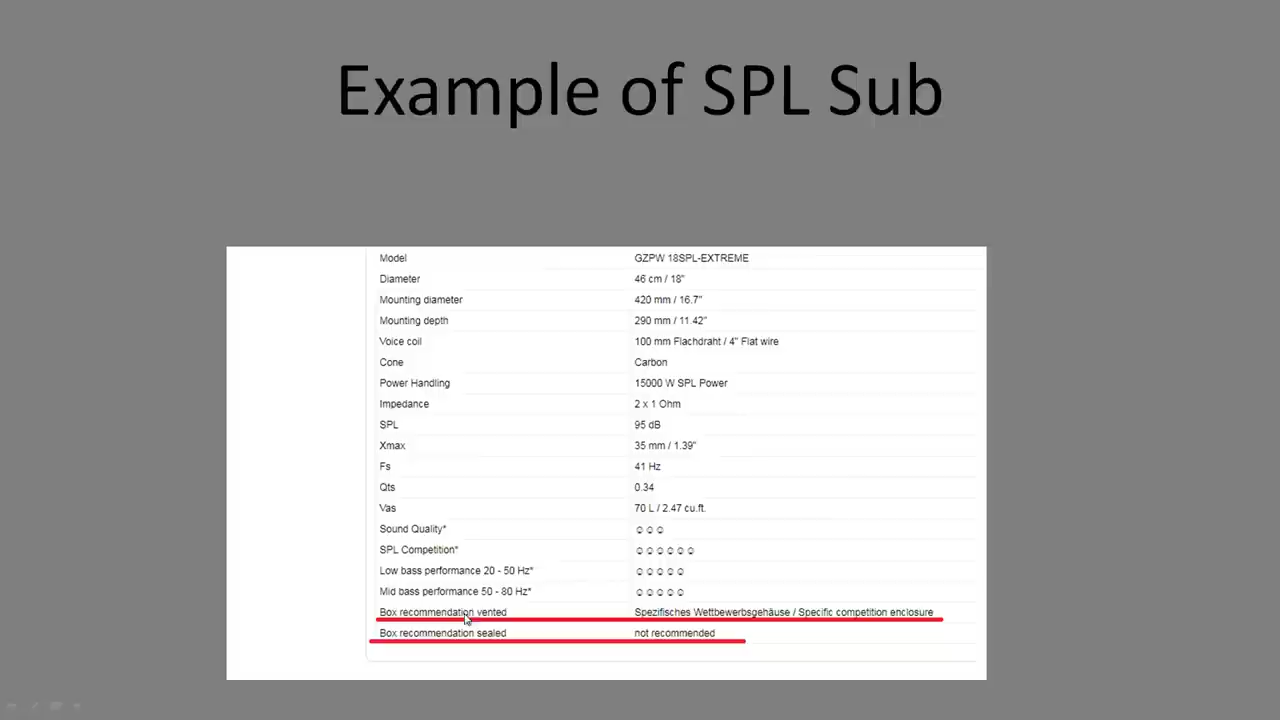 Example of SPL Sub
Model GZPW 18SPL-EXTREME
Diameter 46 cm / 18"
Mounting diameter 420 mm / 16.7"
Mounting depth 290 mm / 11.42"
Voice coil 100 mm Flachdraht / 4" Flat wire
Cone Carbon
Power Handling 15000 W SPL Power
Impedance 2 x 1 Ohm
SPL 95 dB
Xmax 35 mm / 1.39"
Fs 41 Hz
Qts 0.34
Vas 70 L / 2.47 cu.ft.
Sound Quality* ☺☺☺
SPL Competition* ☺☺☺☺☺☺
Low bass performance 20 - 50 Hz* ☺☺☺☺☺
Mid bass performance 50 - 80 Hz* ☺☺☺☺☺
Box recommendation vented Spezifisches Wettbewerbsgehäuse / Specific competition enclosure
Box recommendation sealed not recommended